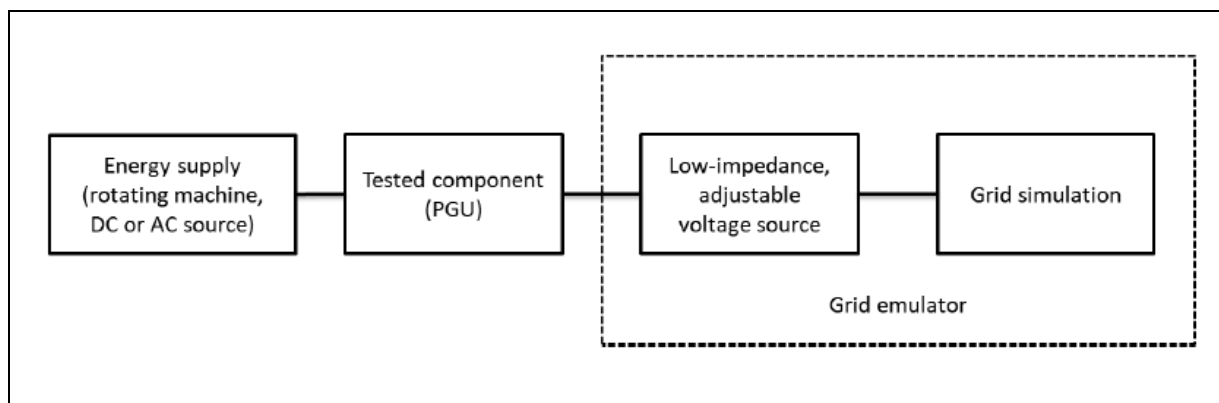 Energy supply
(rotating machine,
DC or AC source)
Tested component
(PGU)
Low-impedance,
adjustable
voltage source
Grid simulation
Grid emulator